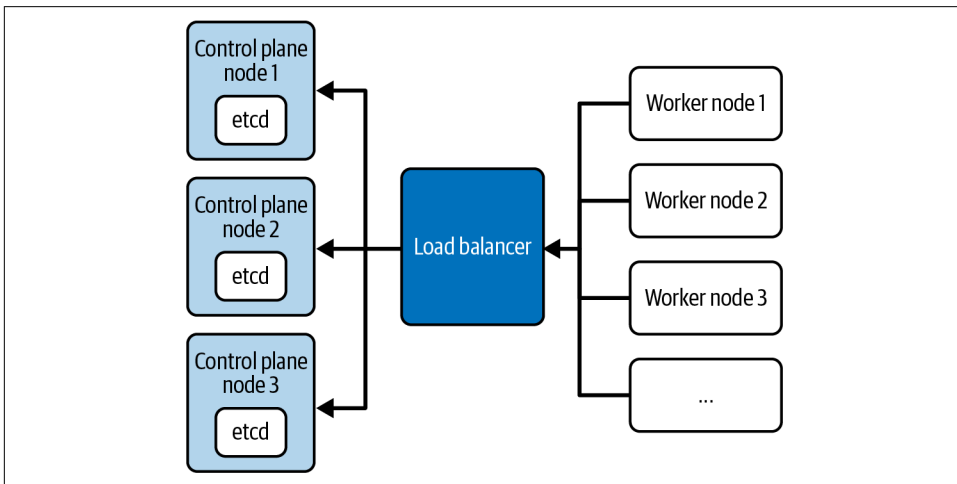 Control plane
node 1
etcd
Control plane
node 2
etcd
Control plane
node 3
etcd
Load balancer
Worker node 1
Worker node 2
Worker node 3
...